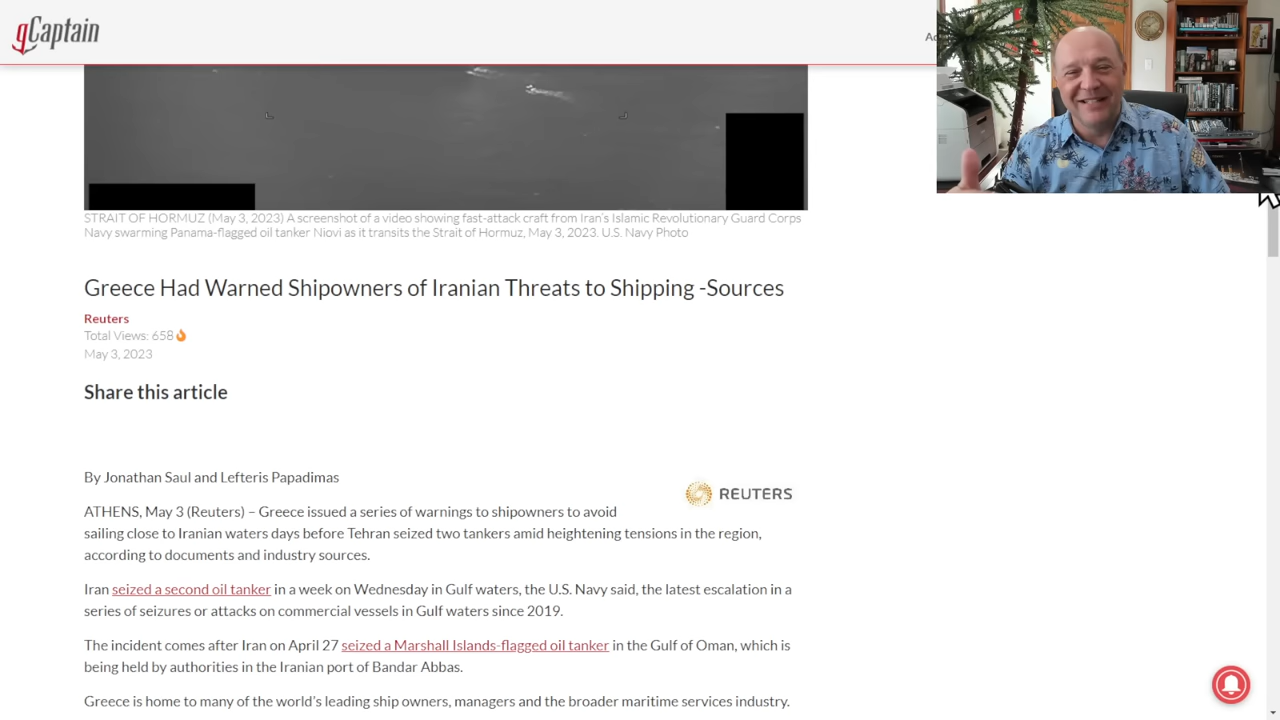 gCaptain
STRAIT OF HORMUZ (May 3, 2023) A screenshot of a video showing fast-attack craft from Iran's Islamic Revolutionary Guard Corps
Navy swarming Panama-flagged oil tanker Niovi as it transits the Strait of Hormuz, May 3, 2023. U.S. Navy Photo
Greece Had Warned Shipowners of Iranian Threats to Shipping -Sources
Reuters
Total Views: 658
May 3, 2023
Share this article
By Jonathan Saul and Lefteris Papadimas
REUTERS
ATHENS, May 3 (Reuters) – Greece issued a series of warnings to shipowners to avoid
sailing close to Iranian waters days before Tehran seized two tankers amid heightening tensions in the region,
according to documents and industry sources.
Iran seized a second oil tanker in a week on Wednesday in Gulf waters, the U.S. Navy said, the latest escalation in a
series of seizures or attacks on commercial vessels in Gulf waters since 2019.
The incident comes after Iran on April 27 seized a Marshall Islands-flagged oil tanker in the Gulf of Oman, which is
being held by authorities in the Iranian port of Bandar Abbas.
Greece is home to many of the world's leading ship owners, managers and the broader maritime services industry.